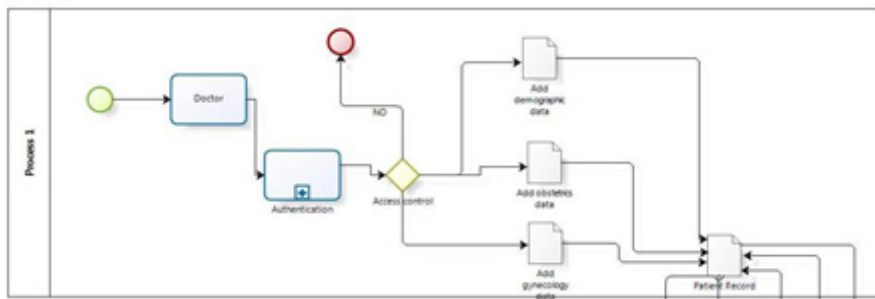 Process 1
Doctor
Authentication
NO
Access control
Add
demographic
data
Add obstetrics
data
Add
gynecology
data
Patient Record